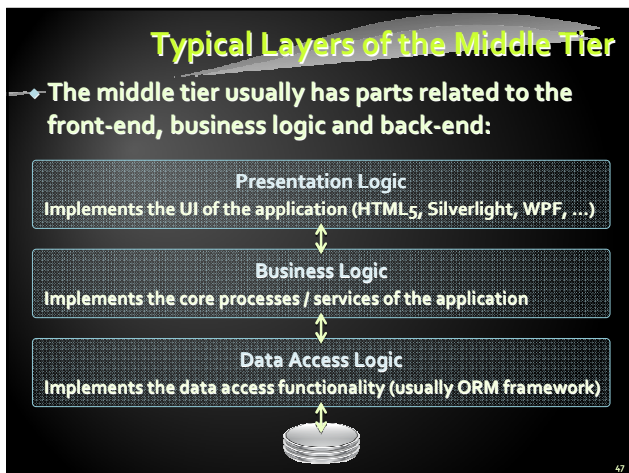 Typical Layers of the Middle Tier
The middle tier usually has parts related to the
front-end, business logic and back-end:
Presentation Logic
Implements the UI of the application (HTML5, Silverlight, WPF, …)
Business Logic
Implements the core processes / services of the application
Data Access Logic
Implements the data access functionality (usually ORM framework)
47